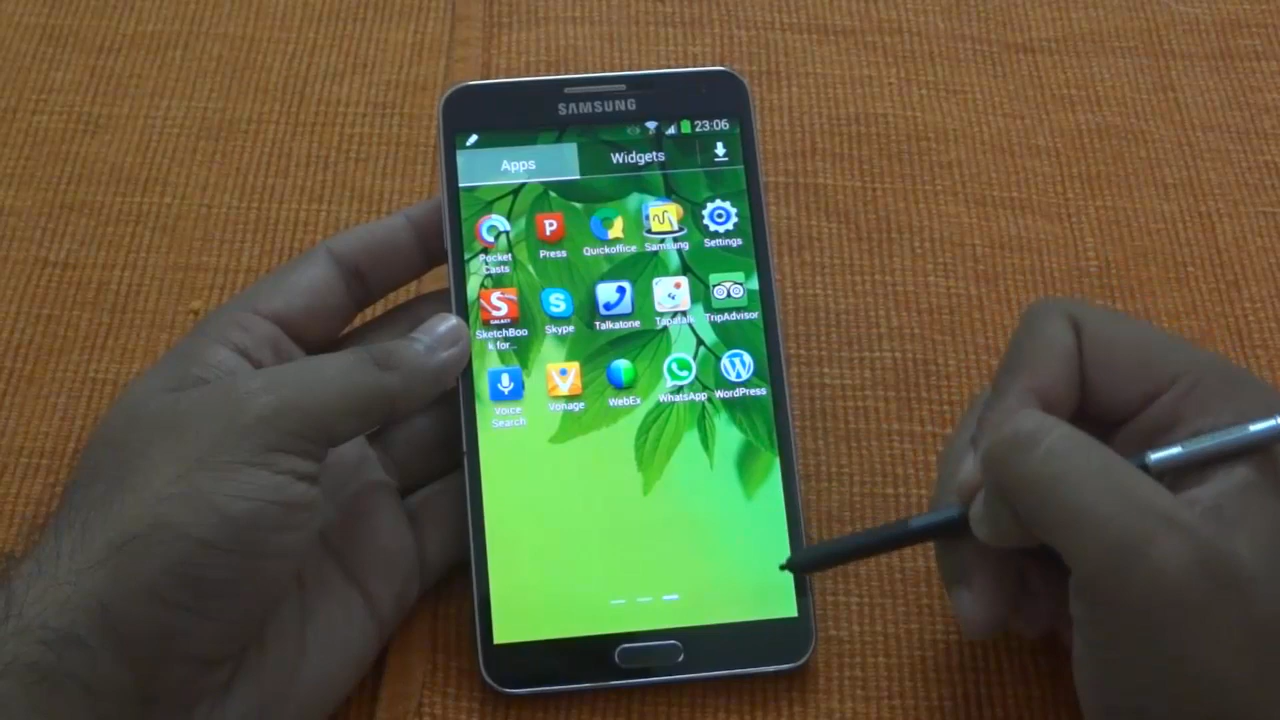 SAMSUNG
23:06
Apps
Widgets
Pocket
Casts
Press
Quickoffice
Samsung
Settings
SketchBoo
k for...
Skype
Talkatone
Tapatalk
TripAdvisor
Voice
Search
Vonage
WebEx
WhatsApp
WordPress